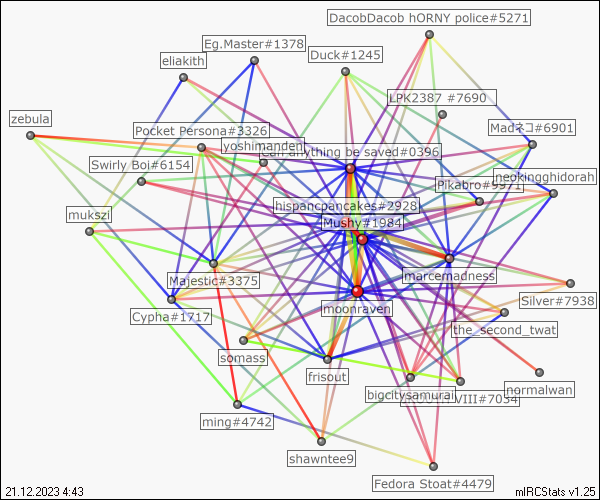 DacobDacob hORNY police#5271
Eg.Master#1378
Duck#1245
eliakith
LPK2387 #7690
zebula
Madネコ#6901
Pocket Persona#3326
yoshimanden
can anything be saved#0396
Swirly Boi#6154
neokingghidorah
Pikabro#9971
mukszi
hispancpancakes#2928
Mushy#1984
Majestic#3375
marcemadness
Silver#7938
moonraven
Cypha#1717
the_second_twat
somass
frisout
normalwan
bigcitysamurai
VIII#7034
ming#4742
shawntee9
Fedora Stoat#4479
21.12.2023 4:43
mIRCStats v1.25